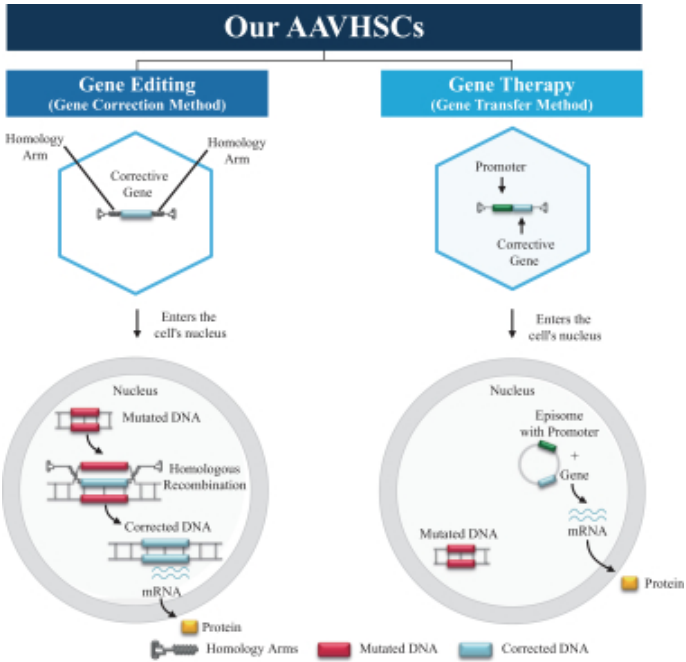 Our AAVHSCs
Gene Editing
(Gene Correction Method)
Gene Therapy
(Gene Transfer Method)
Homology
Arm
Homology
Arm
Corrective
Gene
Promoter
Corrective
Gene
Enters the
cell's nucleus
Enters the
cell's nucleus
Nucleus
Mutated DNA
Homologous
Recombination
Corrected DNA
mRNA
Protein
Nucleus
Episome
with Promoter
+
Gene
mRNA
Mutated DNA
Protein
Homology Arms
Mutated DNA
Corrected DNA